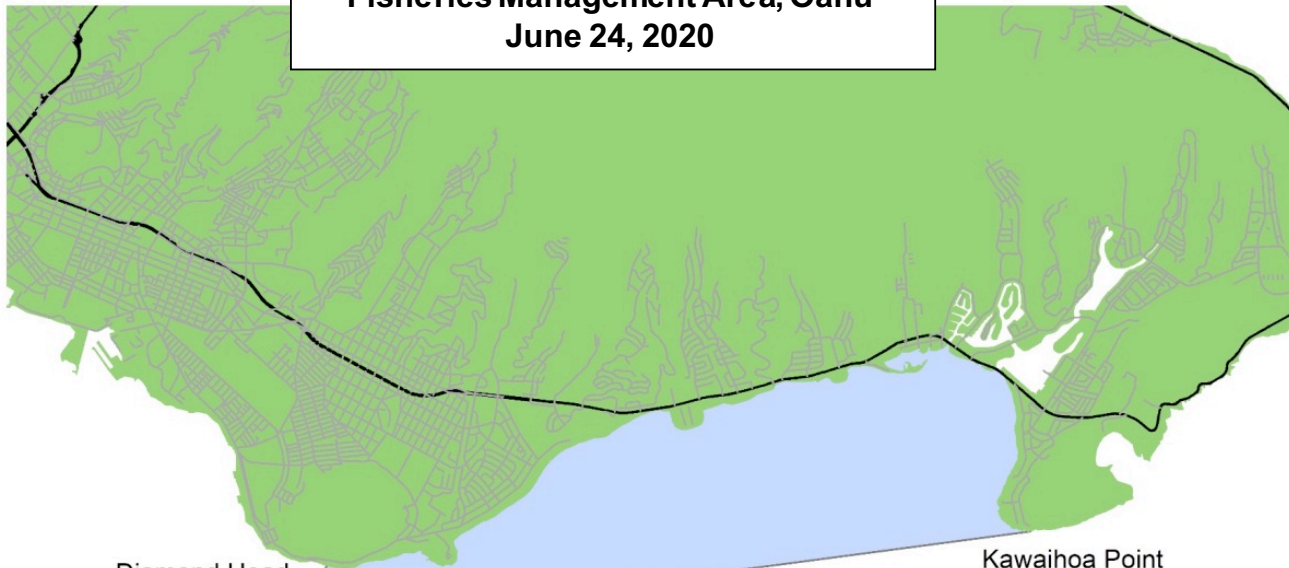 Fisheries Management Area, Oahu
June 24, 2020
Diamond Head
Kawaihoa Point